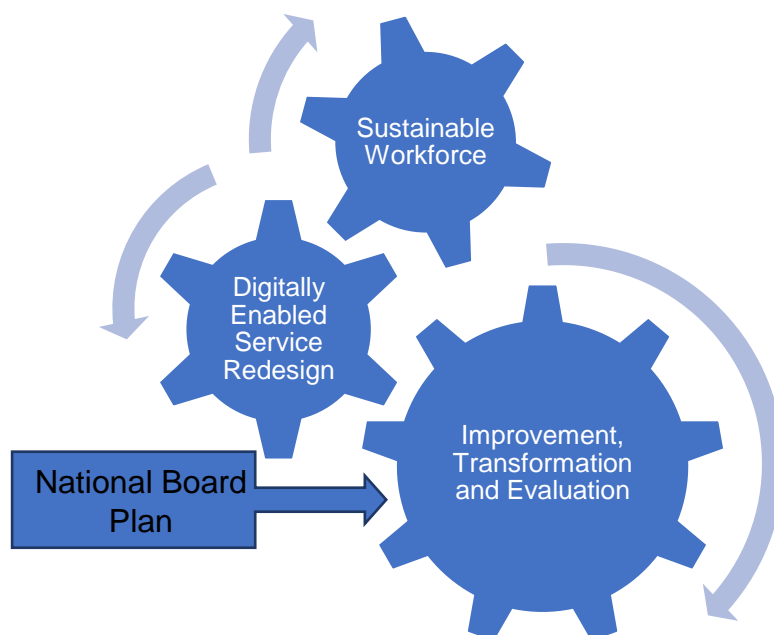 Sustainable
Workforce
Digitally
Enabled
Service
Redesign
Improvement,
Transformation
and Evaluation
National Board
Plan